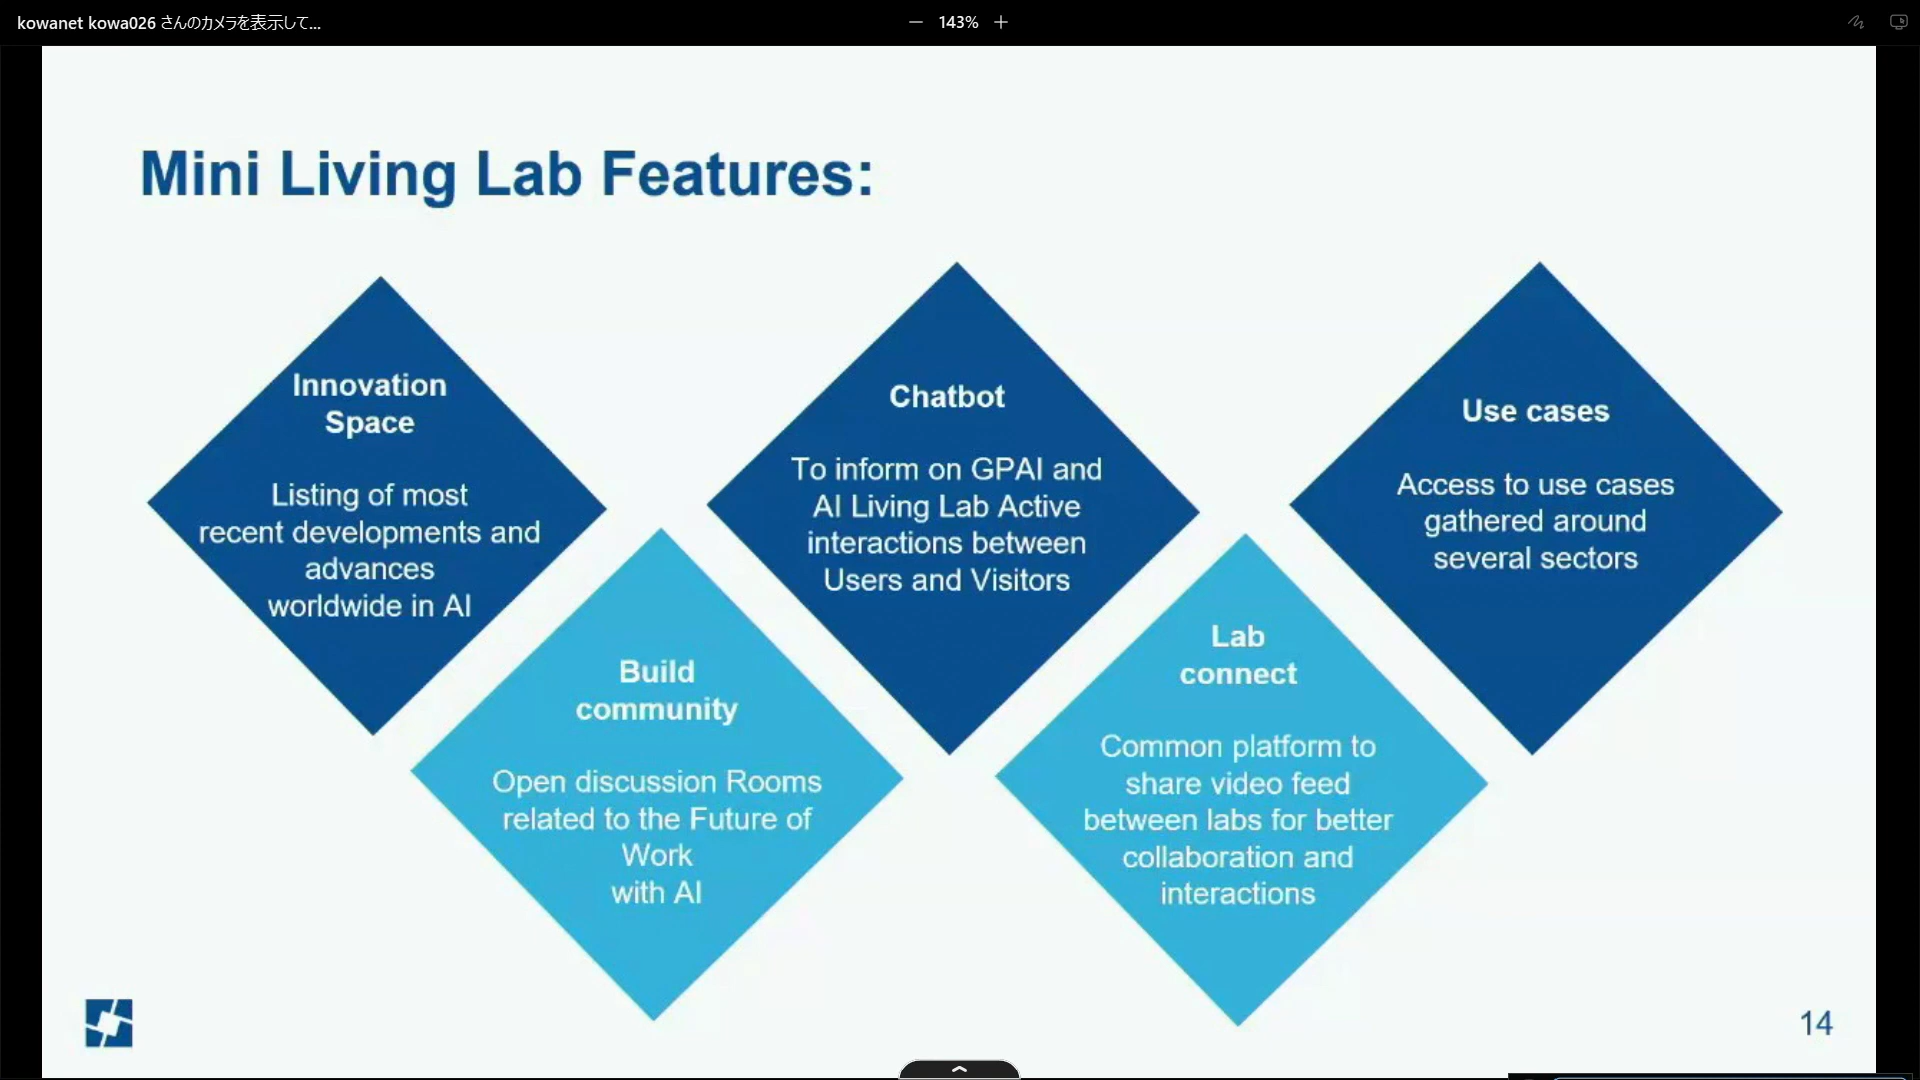 kowanet kowa026 さんのカメラを表示して...
143%
Mini Living Lab Features:
Innovation
Space
Listing of most
recent developments and
advances
worldwide in AI
Build
community
Open discussion Rooms
related to the Future of
Work
with AI
Chatbot
To inform on GPAI and
AI Living Lab Active
interactions between
Users and Visitors
Lab
connect
Common platform to
share video feed
between labs for better
collaboration and
interactions
Use cases
Access to use cases
gathered around
several sectors
14